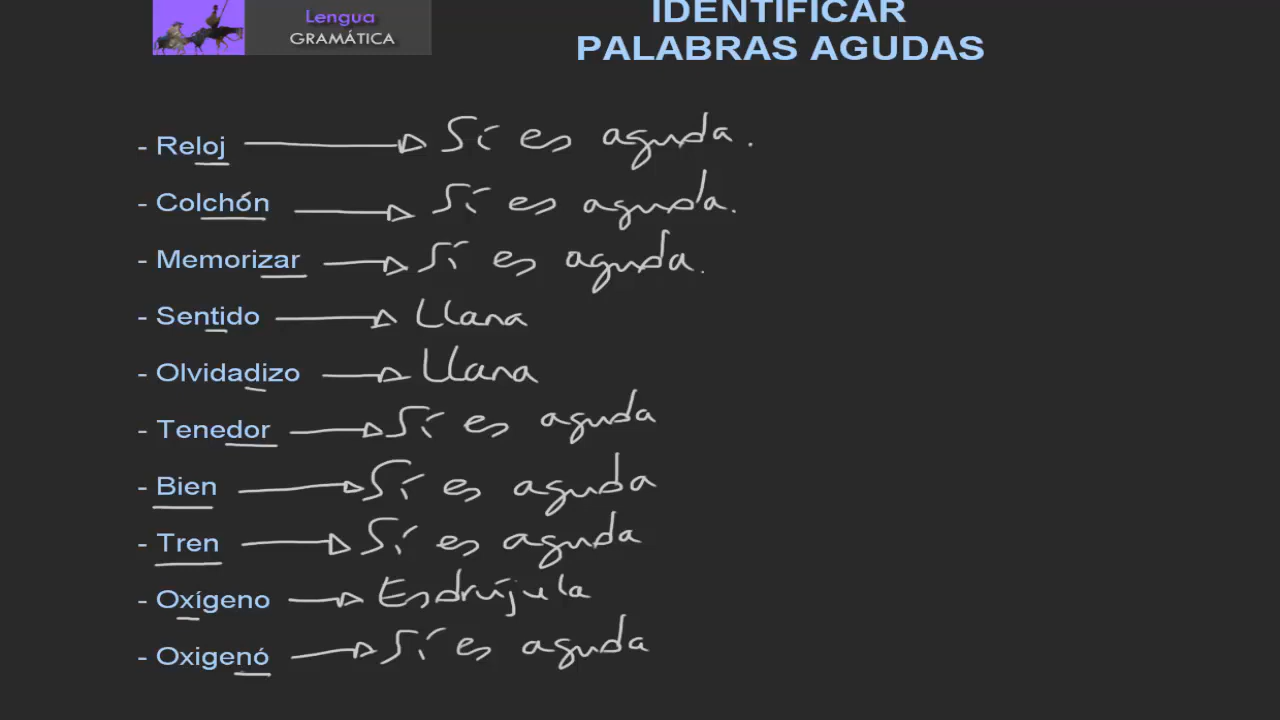 Lengua
GRAMÁTICA
IDENTIFICAR
PALABRAS AGUDAS
- Reloj → Sí es aguda.
- Colchón → Sí es aguda.
- Memorizar → Sí es aguda.
- Sentido → Llana
- Olvidadizo → Llana
- Tenedor → Sí es aguda
- Bien → Sí es aguda
- Tren → Sí es aguda
- Oxígeno → Esdrújula
- Oxigenó → Sí es aguda